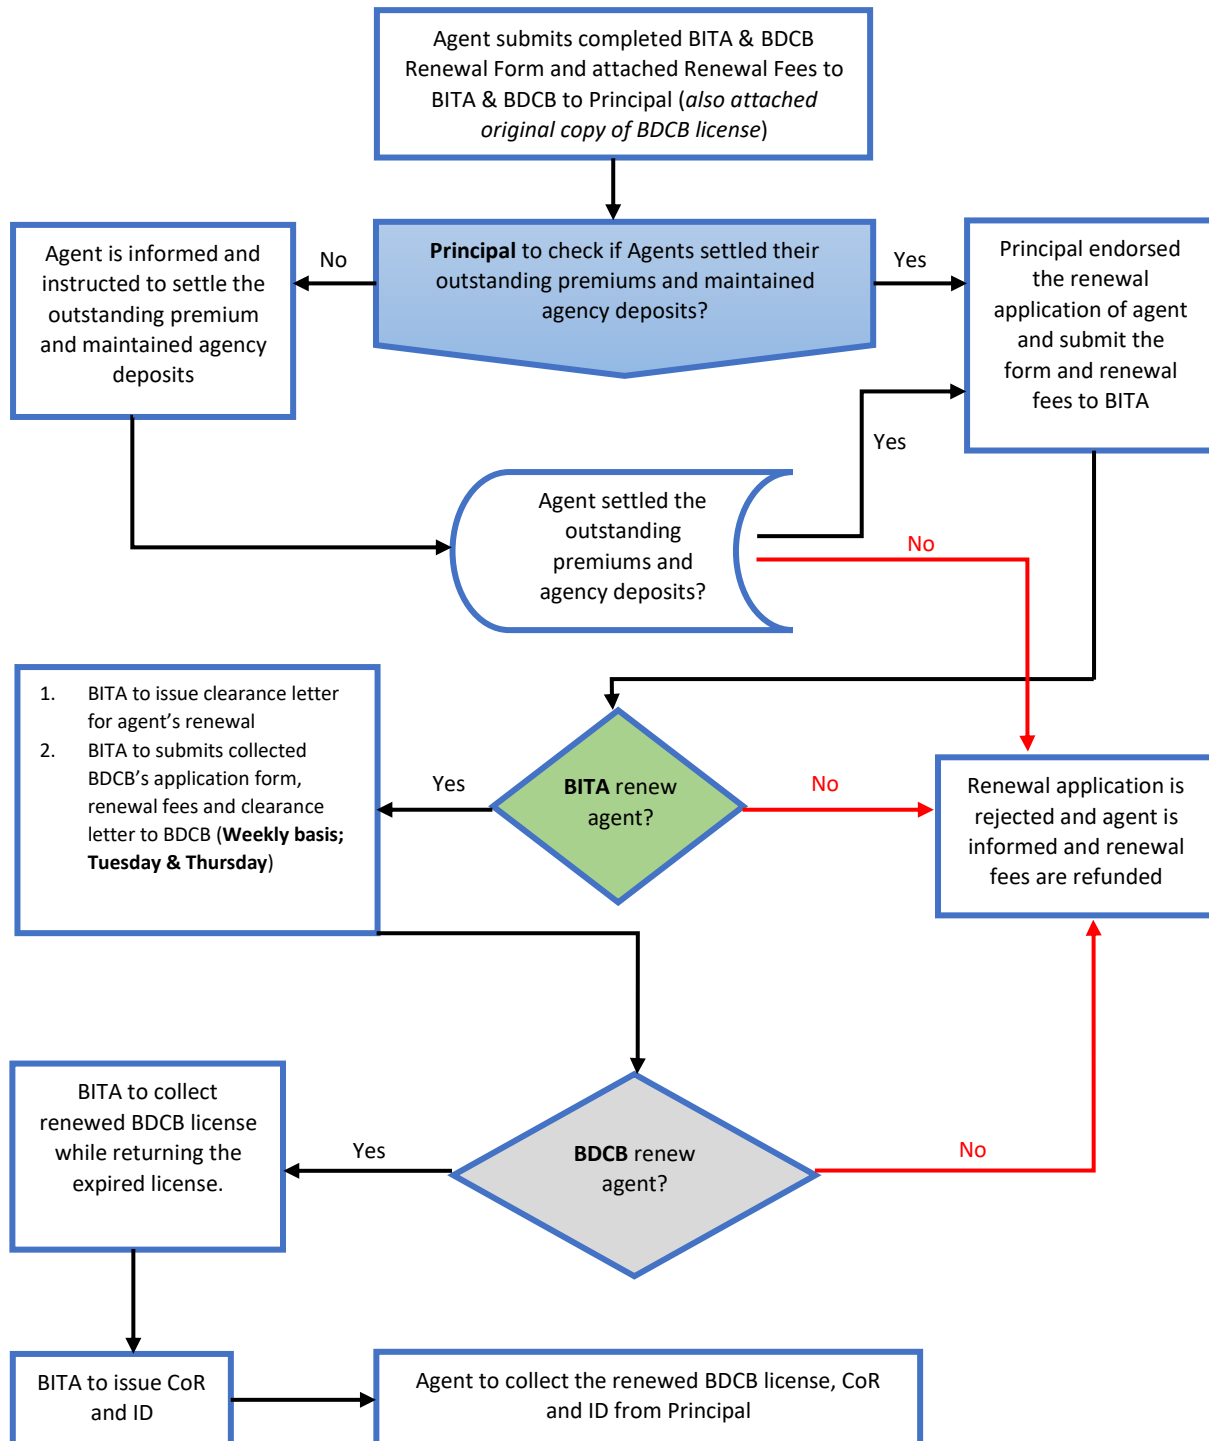 Agent submits completed BITA & BDCB
Renewal Form and attached Renewal Fees to
BITA & BDCB to Principal (also attached
original copy of BDCB license)
Agent is informed and
instructed to settle the
outstanding premium
and maintained agency
deposits
No
Principal to check if Agents settled their
outstanding premiums and maintained
agency deposits?
Yes
Principal endorsed
the renewal
application of agent
and submit the
form and renewal
fees to BITA
Yes
Agent settled the
outstanding
premiums and
agency deposits?
No
1. BITA to issue clearance letter
for agent’s renewal
2. BITA to submits collected
BDCB’s application form,
renewal fees and clearance
letter to BDCB (Weekly basis;
Tuesday & Thursday)
Yes
BITA renew
agent?
No
Renewal application is
rejected and agent is
informed and renewal
fees are refunded
BITA to collect
renewed BDCB license
while returning the
expired license.
Yes
BDCB renew
agent?
No
BITA to issue CoR
and ID
Agent to collect the renewed BDCB license, CoR
and ID from Principal